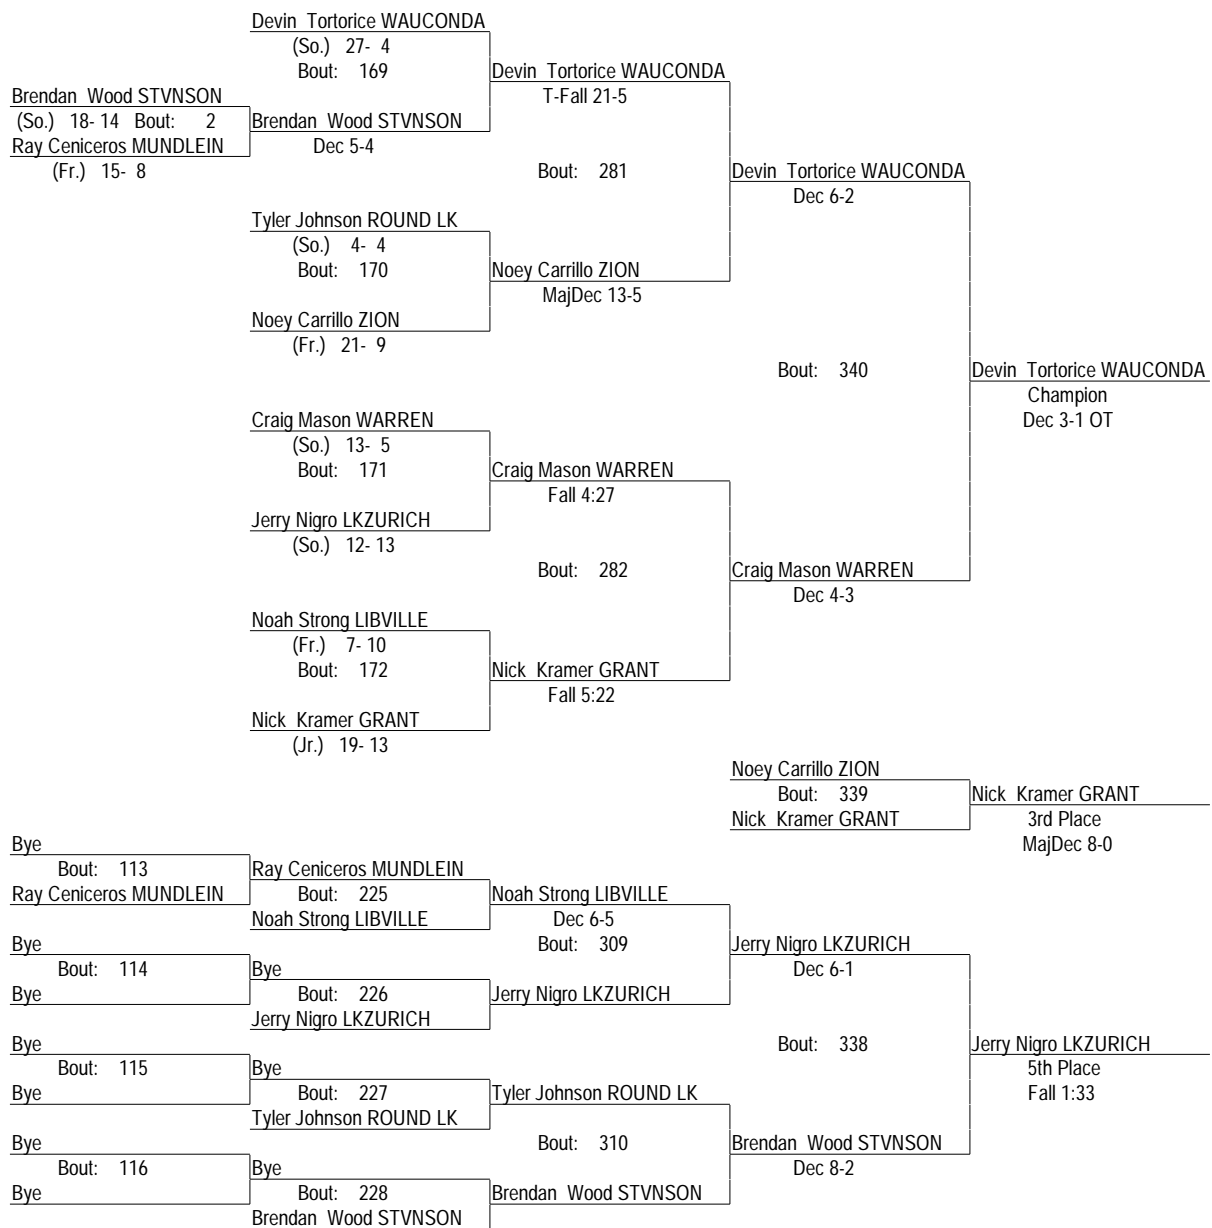 Devin Tortorice WAUCONDA
(So.) 27- 4
Bout: 169
Devin Tortorice WAUCONDA
T-Fall 21-5
Brendan Wood STVNSON
(So.) 18- 14 Bout: 2
Ray Ceniceros MUNDLEIN
(Fr.) 15- 8
Brendan Wood STVNSON
Dec 5-4
Bout: 281
Devin Tortorice WAUCONDA
Dec 6-2
Tyler Johnson ROUND LK
(So.) 4- 4
Bout: 170
Noey Carrillo ZION
MajDec 13-5
Noey Carrillo ZION
(Fr.) 21- 9
Bout: 340
Devin Tortorice WAUCONDA
Champion
Dec 3-1 OT
Craig Mason WARREN
(So.) 13- 5
Bout: 171
Craig Mason WARREN
Fall 4:27
Jerry Nigro LKZURICH
(So.) 12- 13
Bout: 282
Craig Mason WARREN
Dec 4-3
Noah Strong LIBVILLE
(Fr.) 7- 10
Bout: 172
Nick Kramer GRANT
Fall 5:22
Nick Kramer GRANT
(Jr.) 19- 13
Noey Carrillo ZION
Bout: 339
Nick Kramer GRANT
Nick Kramer GRANT
3rd Place
MajDec 8-0
Bye
Bout: 113
Ray Ceniceros MUNDLEIN
Ray Ceniceros MUNDLEIN
Bout: 225
Noah Strong LIBVILLE
Noah Strong LIBVILLE
Dec 6-5
Bout: 309
Jerry Nigro LKZURICH
Dec 6-1
Bye
Bout: 114
Bye
Bye
Bout: 226
Jerry Nigro LKZURICH
Jerry Nigro LKZURICH
Bout: 338
Jerry Nigro LKZURICH
5th Place
Fall 1:33
Bye
Bout: 115
Bye
Bye
Bout: 227
Tyler Johnson ROUND LK
Tyler Johnson ROUND LK
Bout: 310
Brendan Wood STVNSON
Dec 8-2
Bye
Bout: 116
Bye
Bye
Bout: 228
Brendan Wood STVNSON
Brendan Wood STVNSON